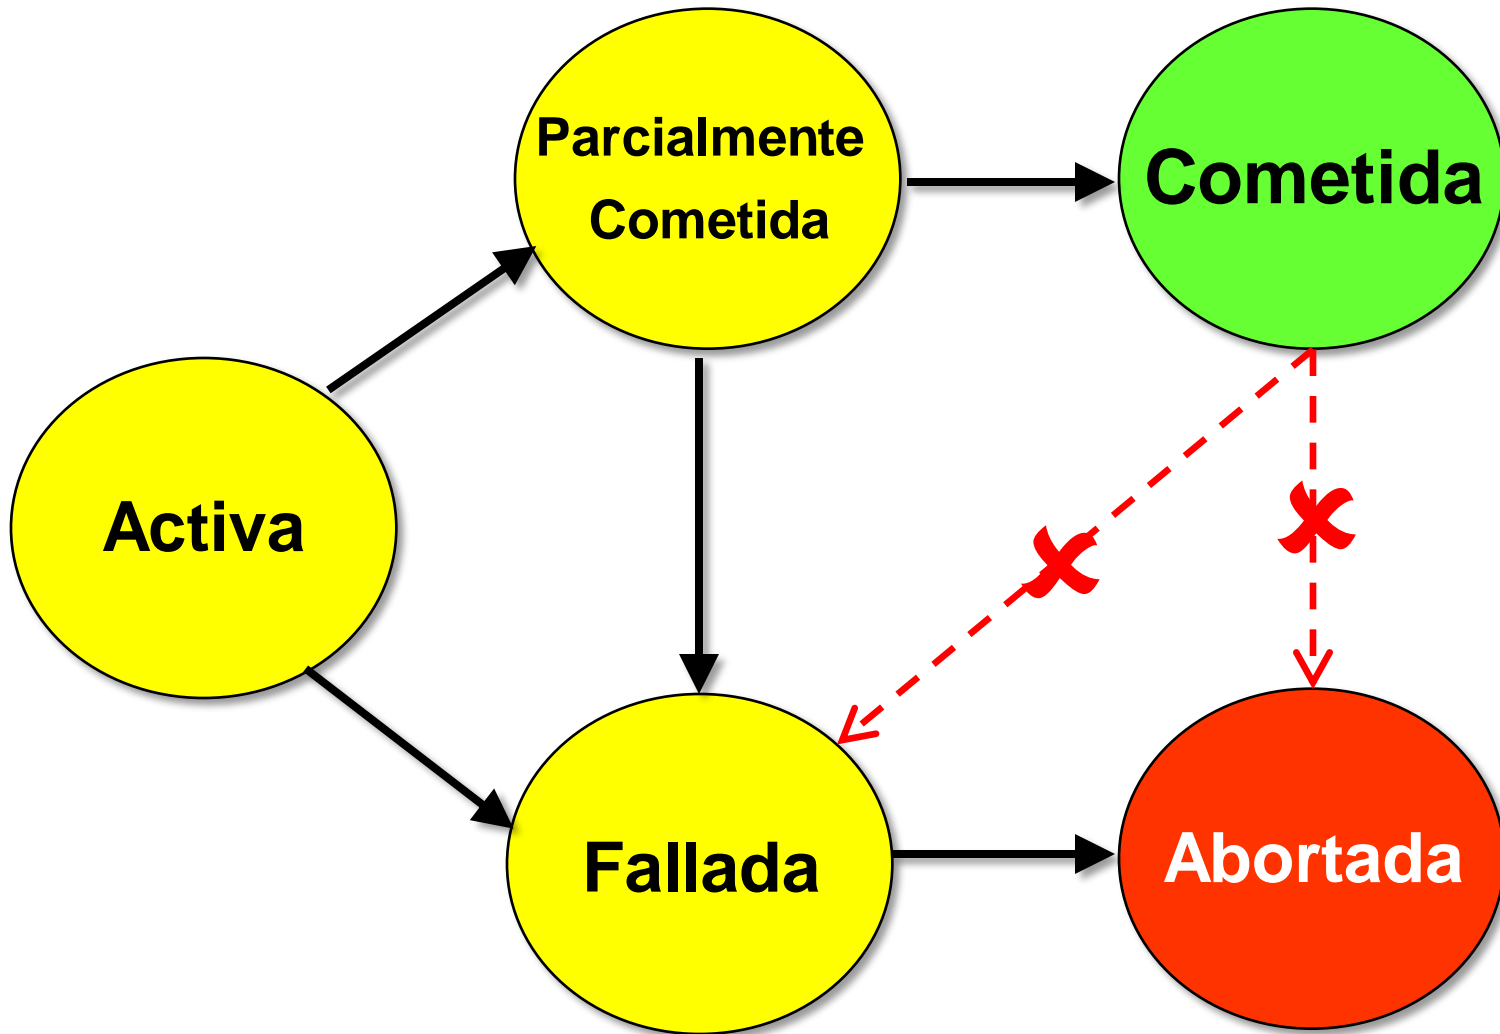 Parcialmente
Cometida
Cometida
Activa
Fallada
Abortada